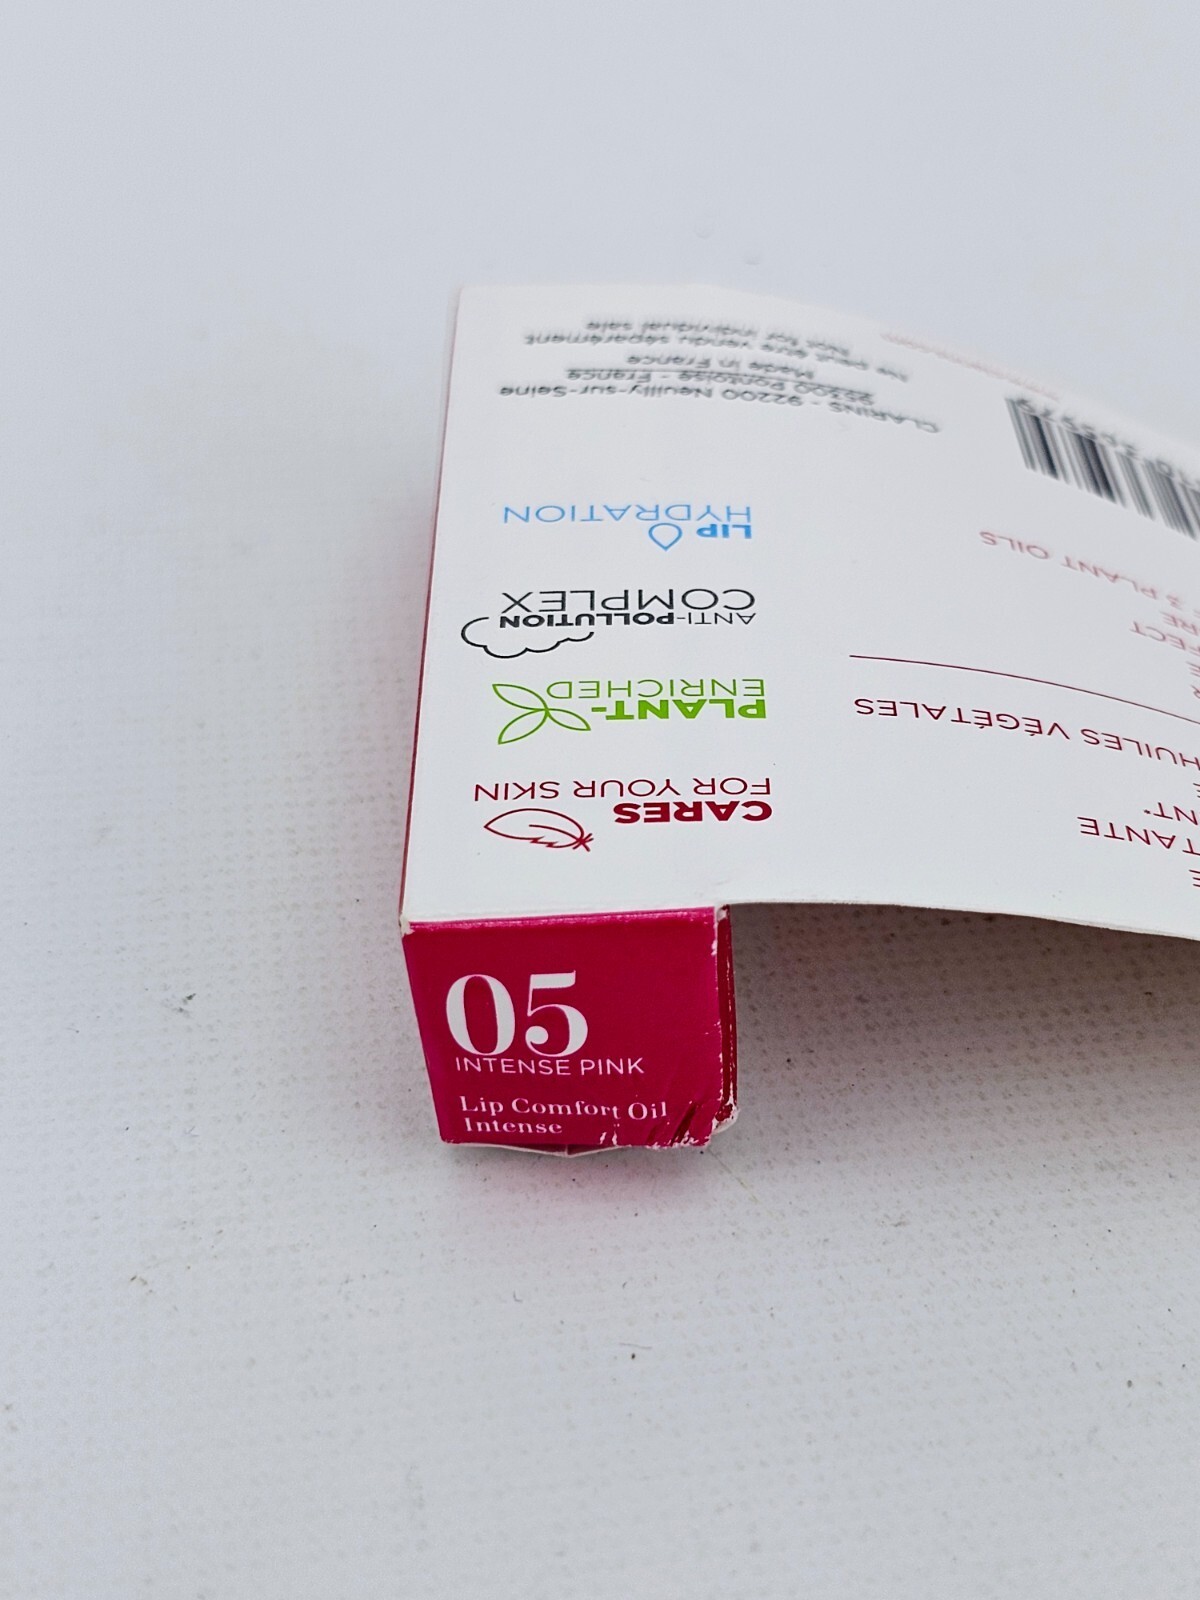 05
INTENSE PINK
Lip Comfort Oil
Intense
CARES
FOR YOUR SKIN
PLANT-
ENRICHED
ANTI-POLLUTION
COMPLEX
LIP
HYDRATION
CLARINS - 92200 Neuilly-sur-Seine
95300 Pontoise - France
Made in France
Ne peut être vendu séparément
Not for individual sale
TANTE
HUILES VÉGÉTALES
3 PLANT OILS